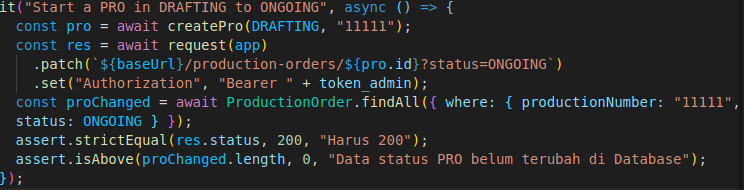 it("Start a PRO in DRAFTING to ONGOING", async () => {
const pro = await createPro(DRAFTING, "11111");
const res = await request(app)
.patch(`${baseUrl}/production-orders/${pro.id}?status=ONGOING`)
.set("Authorization", "Bearer " + token_admin);
const proChanged = await ProductionOrder.findAll({ where: { productionNumber: "11111",
status: ONGOING } });
assert.strictEqual(res.status, 200, "Harus 200");
assert.isAbove(proChanged.length, 0, "Data status PRO belum terubah di Database");
});